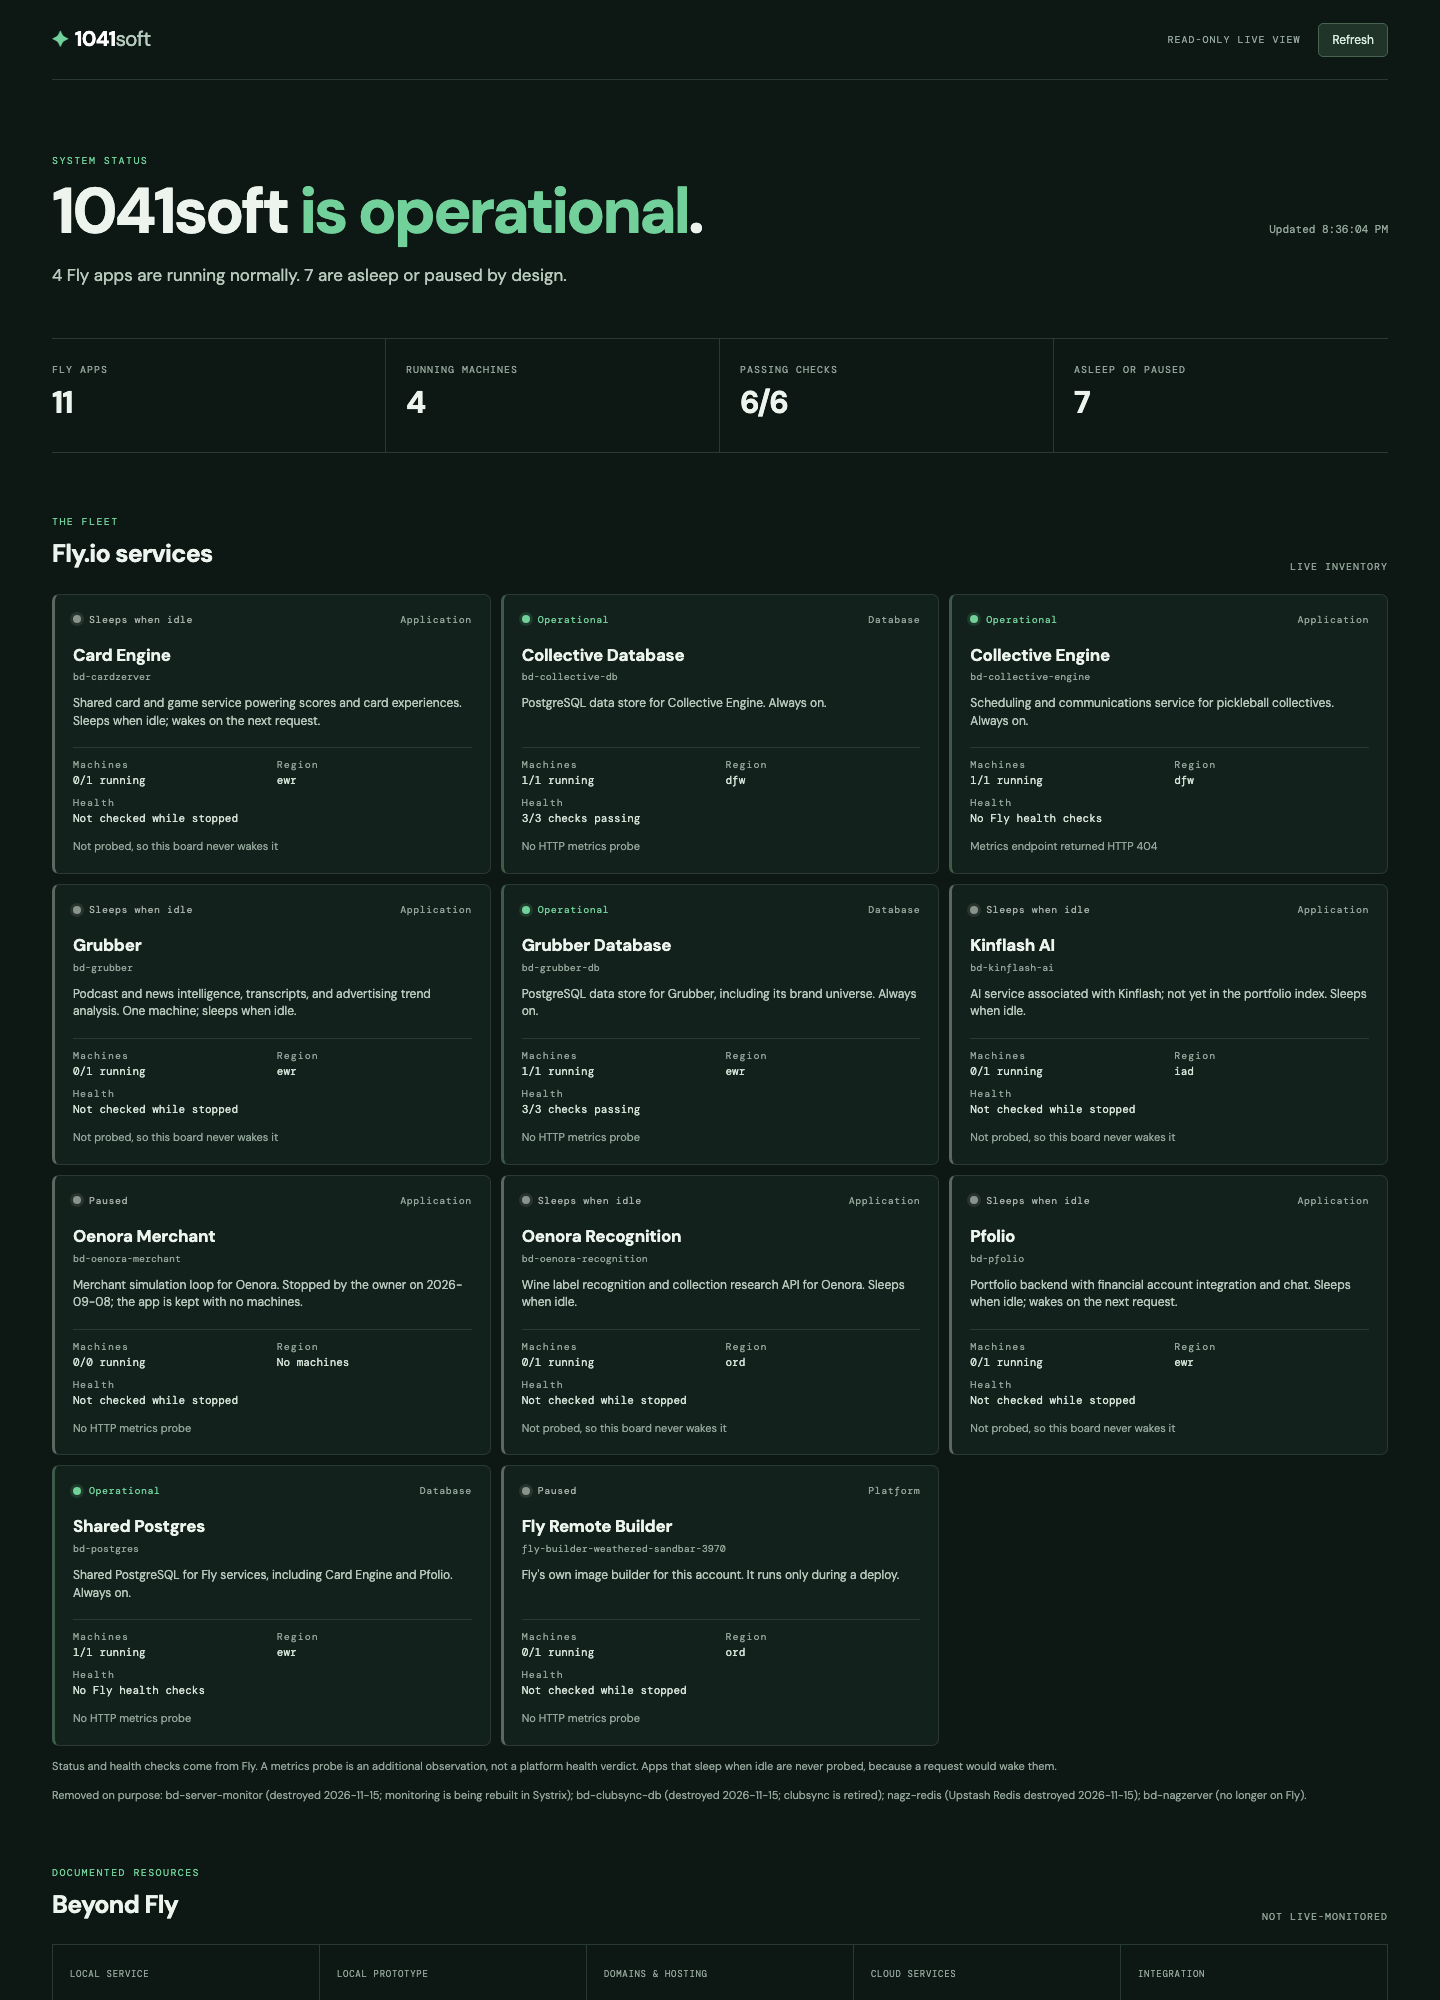 1041soft
READ-ONLY LIVE VIEW
Refresh
SYSTEM STATUS
1041soft is operational.
Updated 8:36:04 PM
4 Fly apps are running normally. 7 are asleep or paused by design.
FLY APPS
11
RUNNING MACHINES
4
PASSING CHECKS
6/6
ASLEEP OR PAUSED
7
THE FLEET
Fly.io services
LIVE INVENTORY
Sleeps when idle
Application
Card Engine
bd-cardzerver
Shared card and game service powering scores and card experiences.
Sleeps when idle; wakes on the next request.
Machines
0/1 running
Region
ewr
Health
Not checked while stopped
Not probed, so this board never wakes it
Operational
Database
Collective Database
bd-collective-db
PostgreSQL data store for Collective Engine. Always on.
Machines
1/1 running
Region
dfw
Health
3/3 checks passing
No HTTP metrics probe
Operational
Application
Collective Engine
bd-collective-engine
Scheduling and communications service for pickleball collectives.
Always on.
Machines
1/1 running
Region
dfw
Health
No Fly health checks
Metrics endpoint returned HTTP 404
Sleeps when idle
Application
Grubber
bd-grubber
Podcast and news intelligence, transcripts, and advertising trend
analysis. One machine; sleeps when idle.
Machines
0/1 running
Region
ewr
Health
Not checked while stopped
Not probed, so this board never wakes it
Operational
Database
Grubber Database
bd-grubber-db
PostgreSQL data store for Grubber, including its brand universe. Always
on.
Machines
1/1 running
Region
ewr
Health
3/3 checks passing
No HTTP metrics probe
Sleeps when idle
Application
Kinflash AI
bd-kinflash-ai
AI service associated with Kinflash; not yet in the portfolio index. Sleeps
when idle.
Machines
0/1 running
Region
iad
Health
Not checked while stopped
Not probed, so this board never wakes it
Paused
Application
Oenora Merchant
bd-oenora-merchant
Merchant simulation loop for Oenora. Stopped by the owner on 2026-
09-08; the app is kept with no machines.
Machines
0/0 running
Region
No machines
Health
Not checked while stopped
No HTTP metrics probe
Sleeps when idle
Application
Oenora Recognition
bd-oenora-recognition
Wine label recognition and collection research API for Oenora. Sleeps
when idle.
Machines
0/1 running
Region
ord
Health
Not checked while stopped
Not probed, so this board never wakes it
Sleeps when idle
Application
Pfolio
bd-pfolio
Portfolio backend with financial account integration and chat. Sleeps
when idle; wakes on the next request.
Machines
0/1 running
Region
ewr
Health
Not checked while stopped
Not probed, so this board never wakes it
Operational
Database
Shared Postgres
bd-postgres
Shared PostgreSQL for Fly services, including Card Engine and Pfolio.
Always on.
Machines
1/1 running
Region
ewr
Health
No Fly health checks
No HTTP metrics probe
Paused
Platform
Fly Remote Builder
fly-builder-weathered-sandbar-3970
Fly's own image builder for this account. It runs only during a deploy.
Machines
0/1 running
Region
ord
Health
Not checked while stopped
No HTTP metrics probe
Status and health checks come from Fly. A metrics probe is an additional observation, not a platform health verdict. Apps that sleep when idle are never probed, because a request would wake them.
Removed on purpose: bd-server-monitor (destroyed 2026-11-15; monitoring is being rebuilt in Systrix); bd-clubsync-db (destroyed 2026-11-15; clubsync is retired); nagz-redis (Upstash Redis destroyed 2026-11-15); bd-nagzerver (no longer on Fly).
DOCUMENTED RESOURCES
Beyond Fly
NOT LIVE-MONITORED
LOCAL SERVICE
LOCAL PROTOTYPE
DOMAINS & HOSTING
CLOUD SERVICES
INTEGRATION